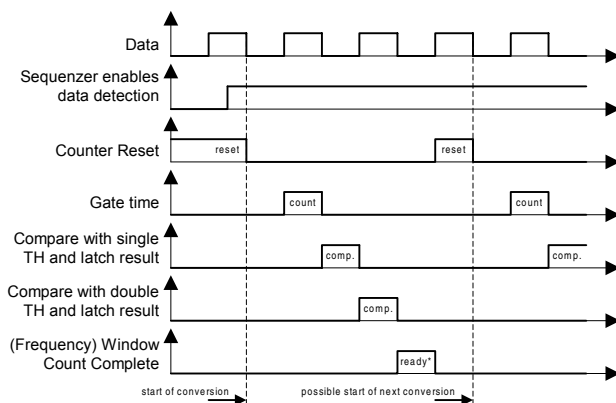 Data
Sequenzer enables
data detection
Counter Reset
reset
reset
Gate time
count
count
Compare with single
TH and latch result
comp.
comp.
Compare with double
TH and latch result
comp.
(Frequency) Window
Count Complete
ready*
start of conversion
possible start of next conversion